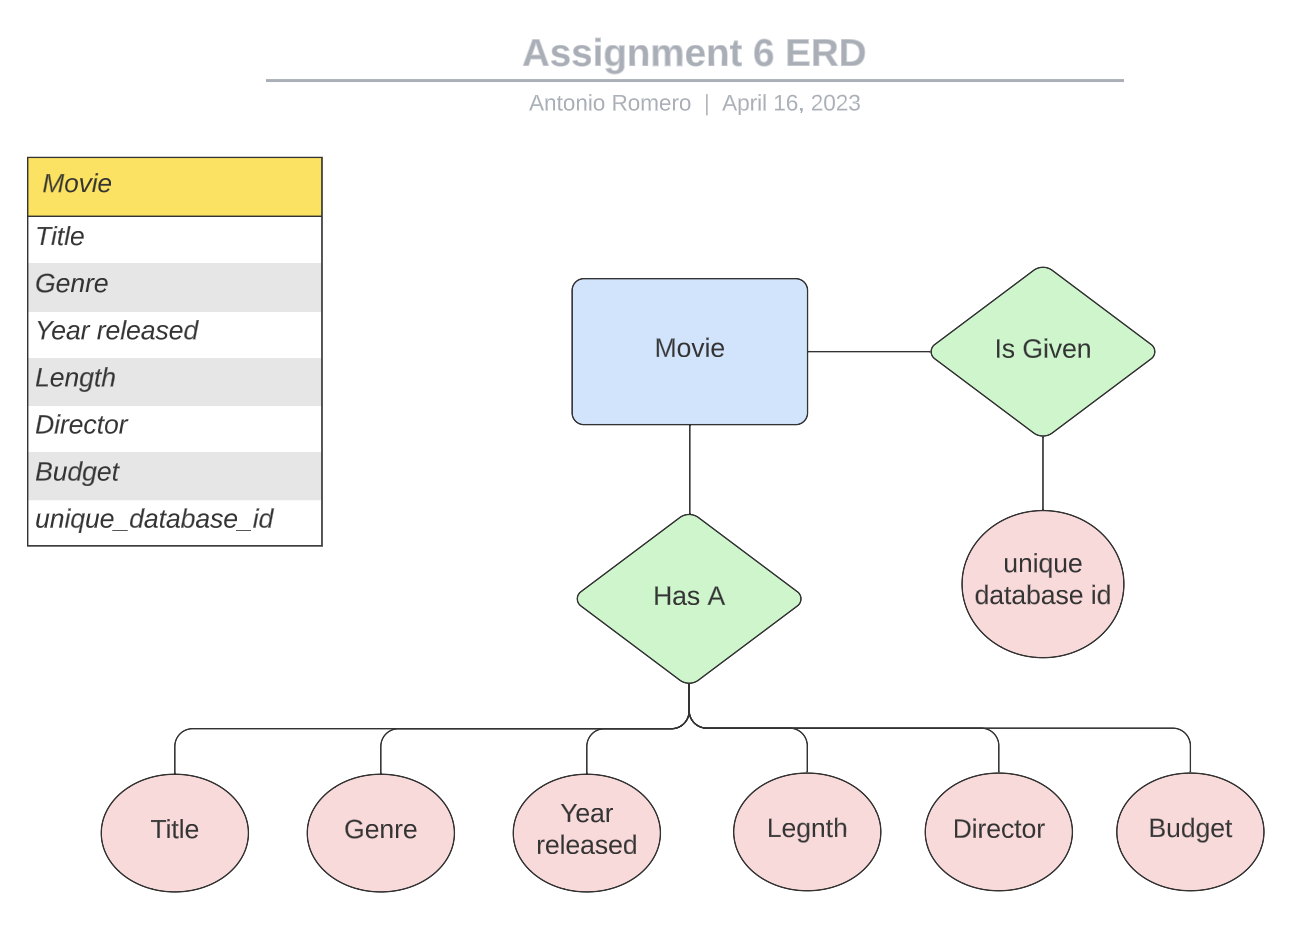 Assignment 6 ERD
Antonio Romero | April 16, 2023
Movie
Title
Genre
Year released
Length
Director
Budget
unique_database_id
Movie
Is Given
Has A
unique
database id
Title
Genre
Year
released
Legnth
Director
Budget